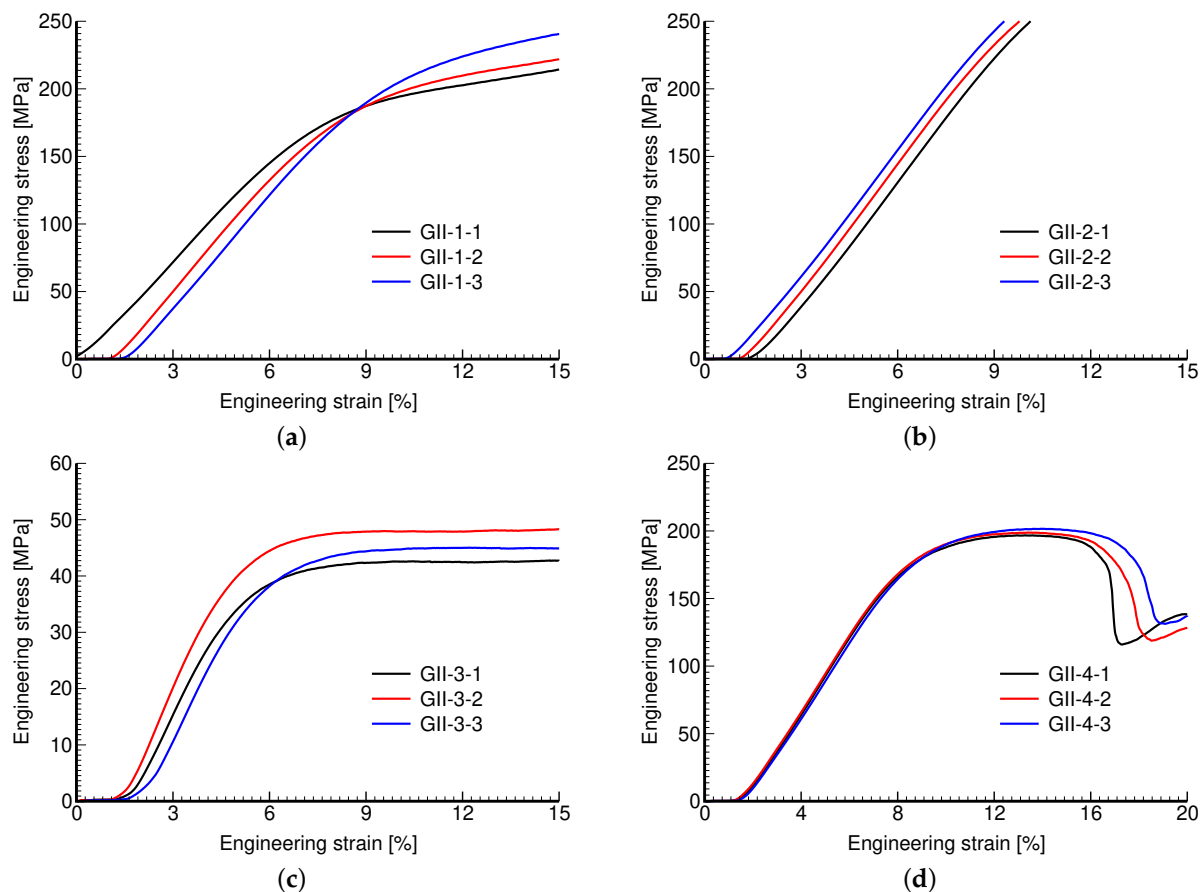 250
200
150
100
50
0
Engineering stress [MPa]
GII-1-1
GII-1-2
GII-1-3
0 3 6 9 12 15
Engineering strain [%]
(a)
250
200
150
100
50
0
Engineering stress [MPa]
GII-2-1
GII-2-2
GII-2-3
0 3 6 9 12 15
Engineering strain [%]
(b)
60
50
40
30
20
10
0
Engineering stress [MPa]
GII-3-1
GII-3-2
GII-3-3
0 3 6 9 12 15
Engineering strain [%]
(c)
250
200
150
100
50
0
Engineering stress [MPa]
GII-4-1
GII-4-2
GII-4-3
0 4 8 12 16 20
Engineering strain [%]
(d)